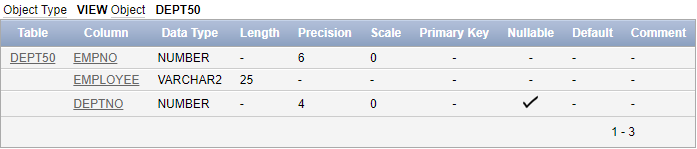 Object Type VIEW Object DEPT50
Table Column Data Type Length Precision Scale Primary Key Nullable Default Comment
DEPT50 EMPNO NUMBER - 6 0 - - - -
EMPLOYEE VARCHAR2 25 - - - - - -
DEPTNO NUMBER - 4 0 - ✓ - -
1 - 3